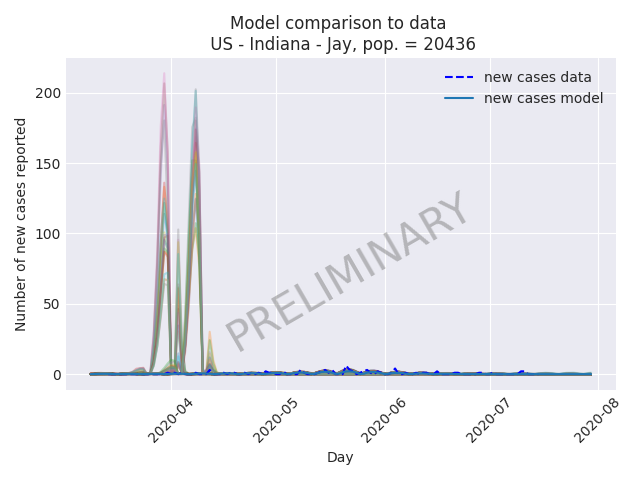 Model comparison to data
US - Indiana - Jay, pop. = 20436
new cases data
new cases model
Number of new cases reported
200
150
100
50
0
PRELIMINARY
2020-04
2020-05
2020-06
2020-07
2020-08
Day